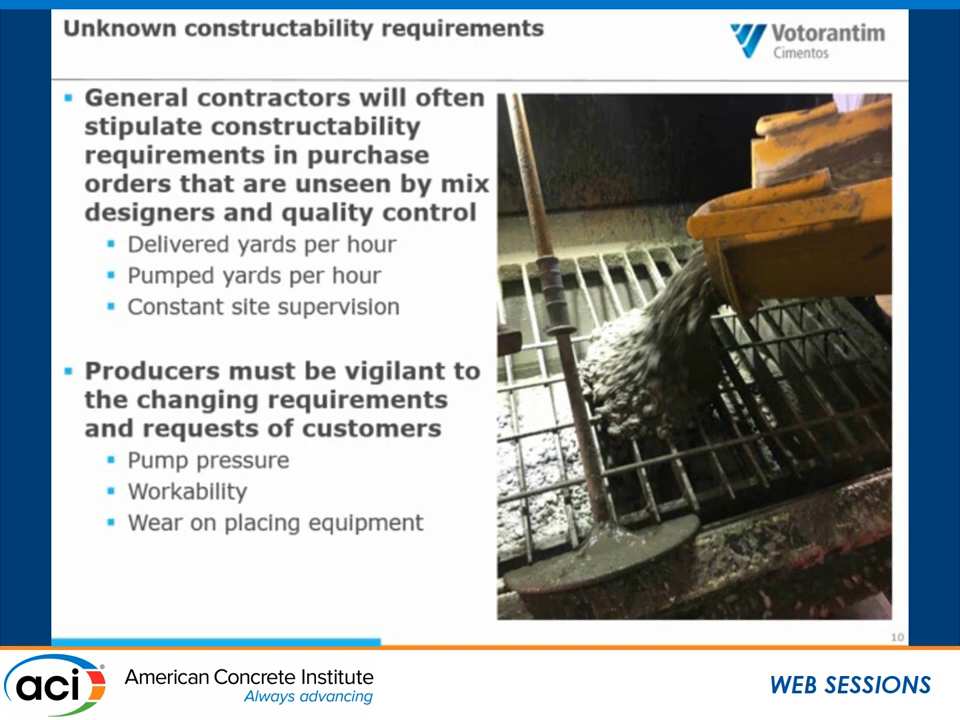 Unknown constructability requirements
Votorantim
Cimentos
▪ General contractors will often
stipulate constructability
requirements in purchase
orders that are unseen by mix
designers and quality control
▪ Delivered yards per hour
▪ Pumped yards per hour
▪ Constant site supervision
▪ Producers must be vigilant to
the changing requirements
and requests of customers
▪ Pump pressure
▪ Workability
▪ Wear on placing equipment
10
aci®
American Concrete Institute
Always advancing
WEB SESSIONS